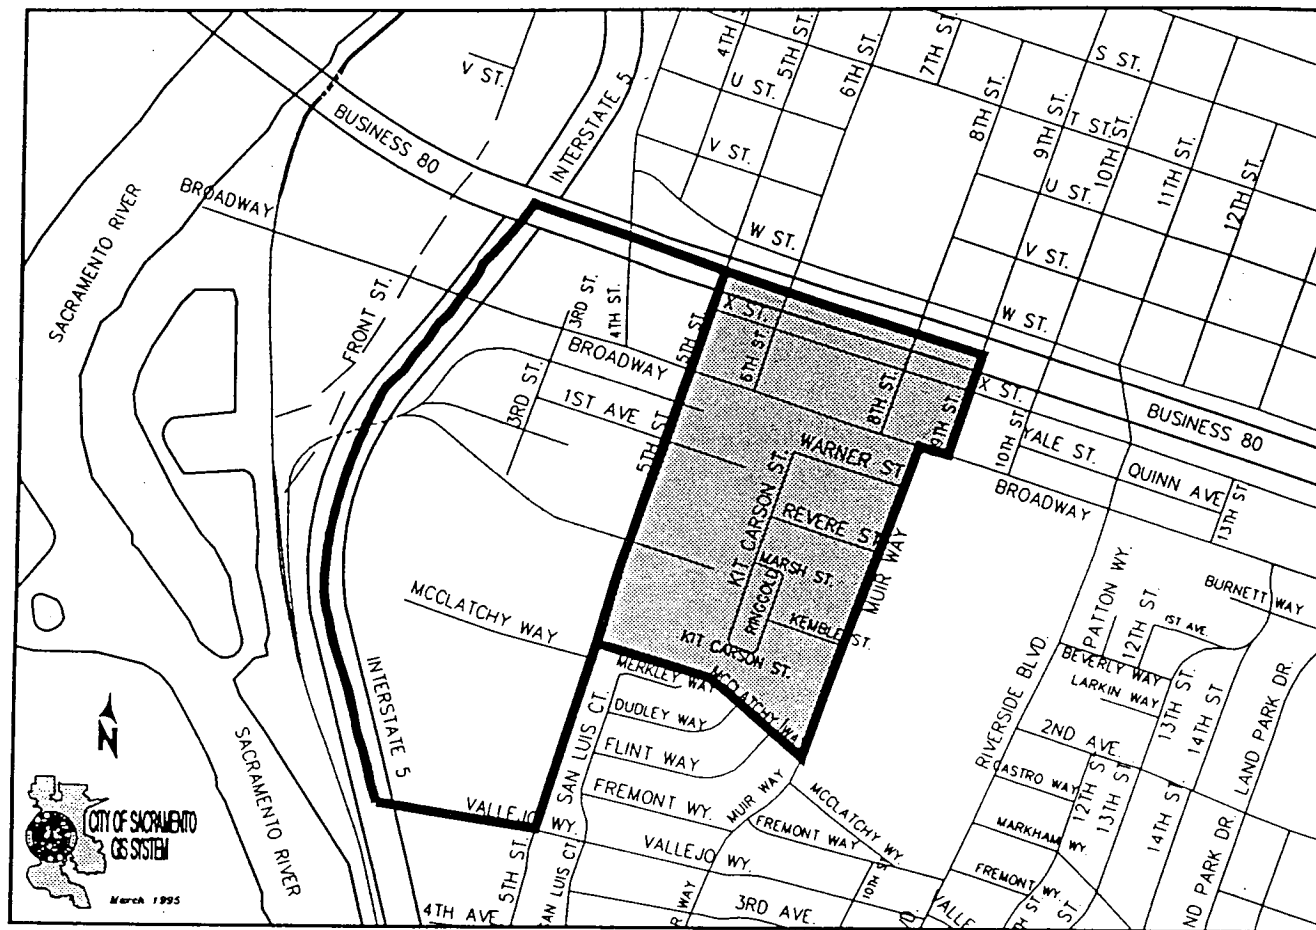 V ST.
INTERSTATE 5
4TH ST.
5TH ST.
6TH ST.
7TH ST.
8TH ST.
9TH ST.
10TH ST.
11TH ST.
12TH ST.
S ST.
T ST.
U ST.
U ST.
V ST.
V ST.
W ST.
W ST.
BUSINESS 80
BROADWAY
SACRAMENTO RIVER
FRONT ST.
3RD ST.
4TH ST.
5TH ST.
X ST.
6TH ST.
BROADWAY
3RD ST.
1ST AVE
5TH ST.
8TH ST.
9TH ST.
X ST.
10TH ST.
YALE ST.
BUSINESS 80
QUINN AVE
13TH ST
BROADWAY
WARNER ST
KIT CARSON ST.
REVERE ST.
MARSH ST.
RINGGOLD
KEMBLE ST.
KIT CARSON ST.
MUIR WAY
MCCLATCHY WAY
INTERSTATE 5
MERKLEY WAY
MCCLATCHY WAY
DUDLEY WAY
FLINT WAY
FREMONT WY.
SAN LUIS CT.
VALLEJO WY.
5TH ST.
SAN LUIS CT.
4TH AVE
MUIR WAY
MCCLATCHY WY.
FREMONT WAY
VALLEJO WY.
10TH S
R WAY
3RD AVE.
RIVERSIDE BLVD.
PATTON WY.
12TH ST.
BURNETT WAY
1ST AVE.
BEVERLY WAY
LARKIN WAY
13TH ST.
14TH ST
LAND PARK DR.
2ND AVE.
CASTRO WAY
12TH ST.
13TH ST.
14TH ST.
MARKHAM WY.
FREMONT WY.
ND PARK DR.
VALLE
TH ST
ST.
VD.
N
SACRAMENTO RIVER
CITY OF SACRAMENTO
GIS SYSTEM
March 1995